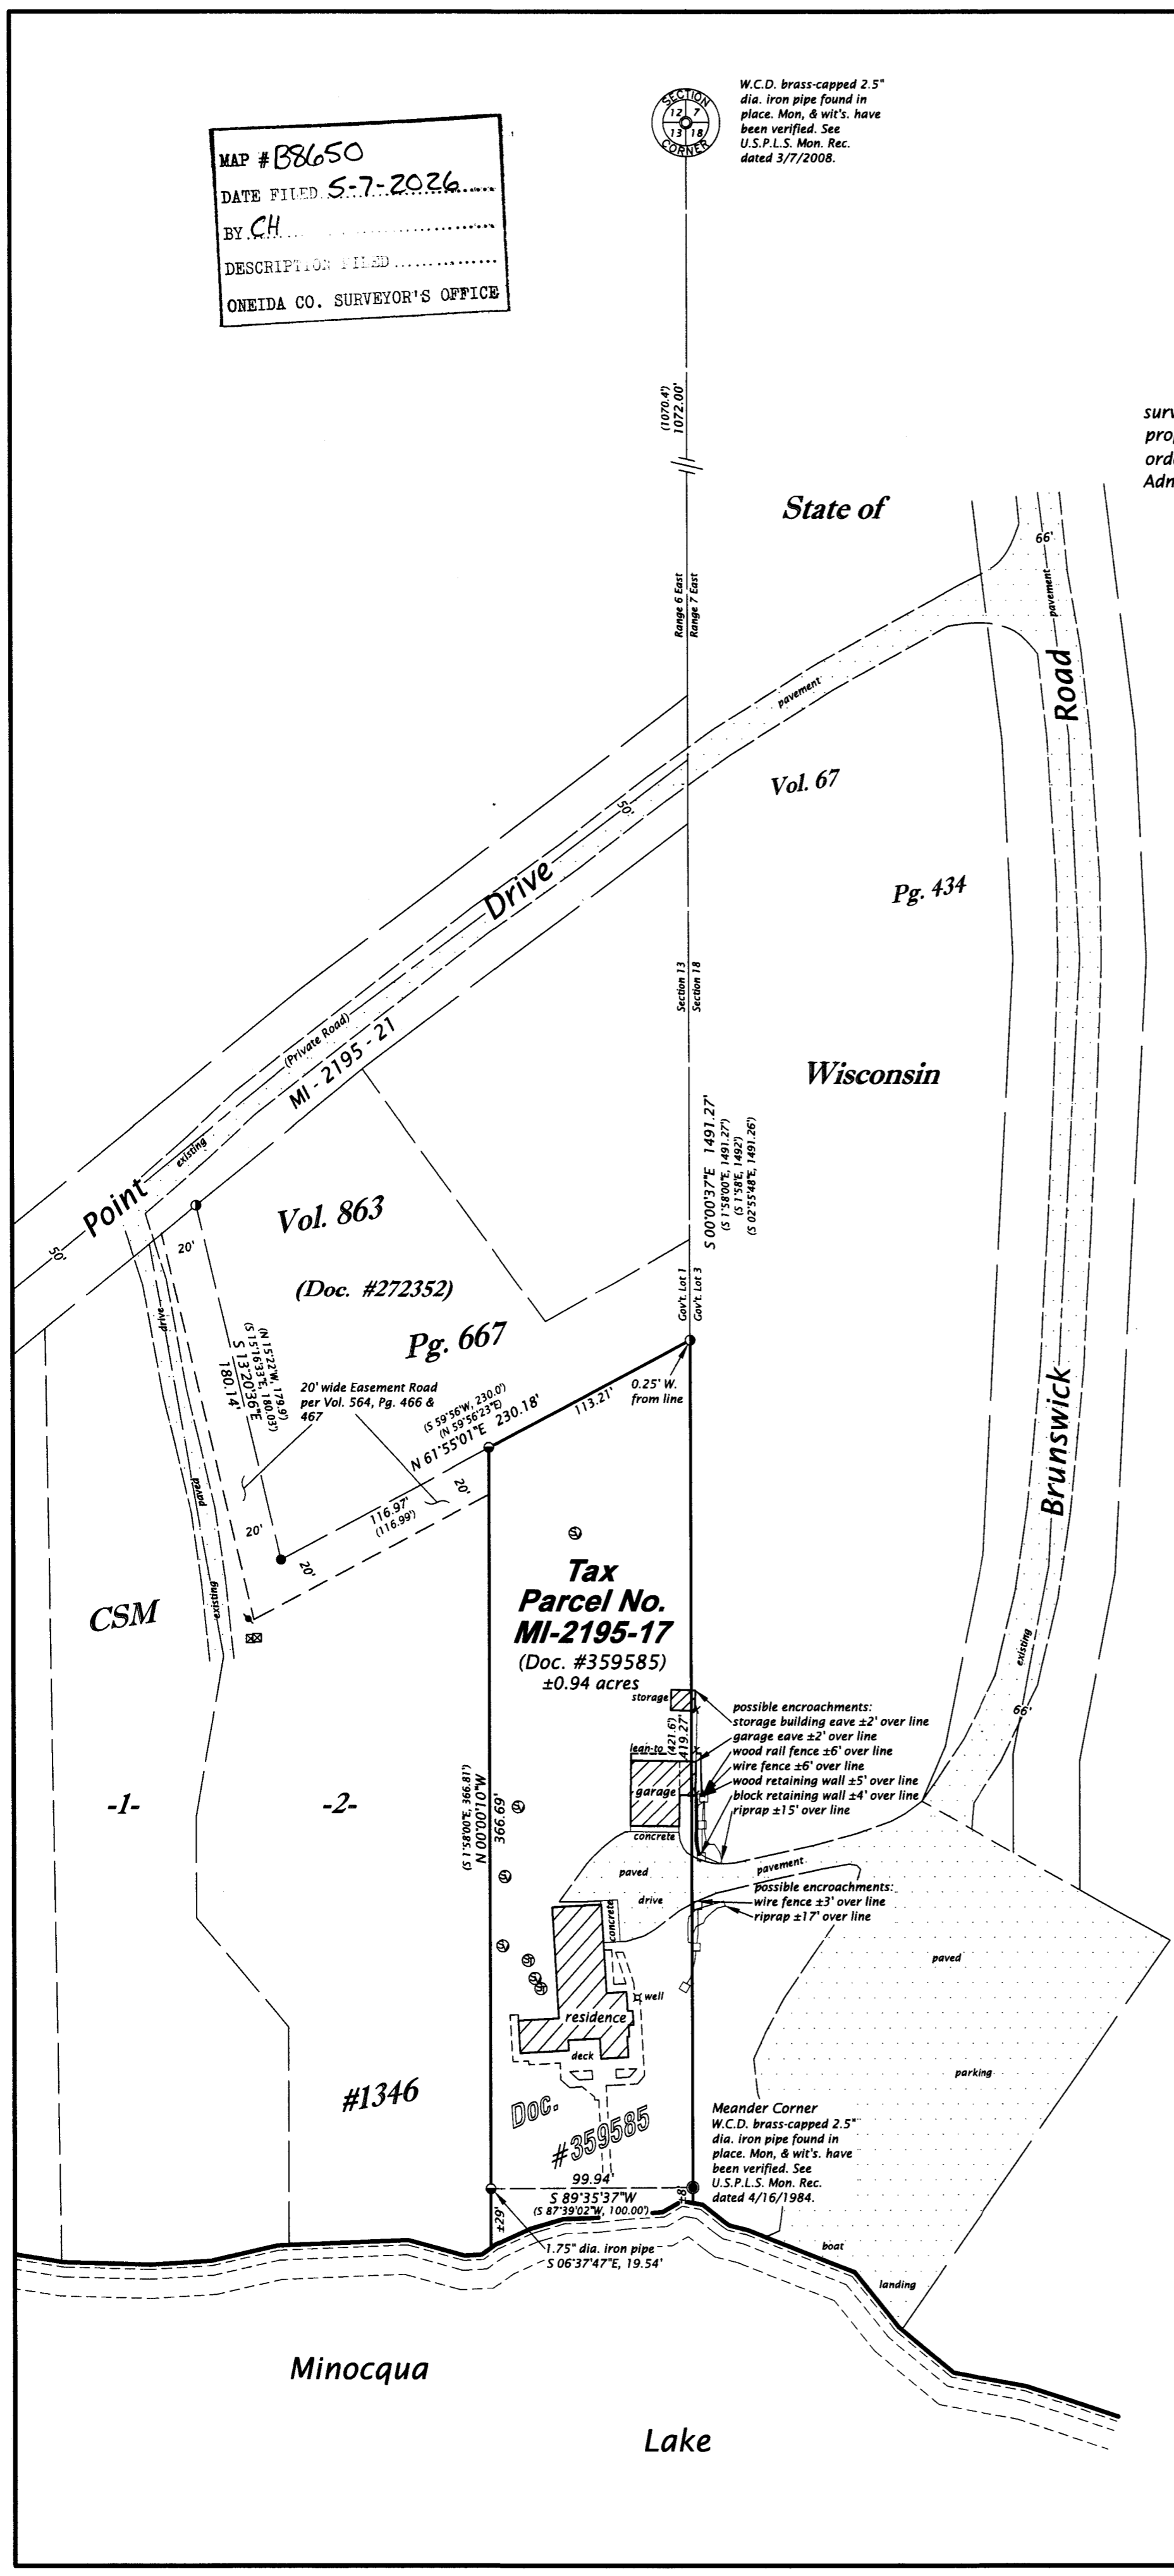 W.C.D. brass-capped 2.5"
dia. iron pipe found in
place. Mon, & wit's. have
been verified. See
U.S.P.L.S. Mon. Rec.
dated 3/7/2008.
SECTION
12 7
13 18
CORNER
MAP # B8650
DATE FILED 5-7-2026
BY CH
DESCRIPTION FILED
ONEIDA CO. SURVEYOR'S OFFICE
(1070.4')
1072.00'
State of
66'
pavement
Range 6 East
Range 7 East
Road
pavement
Vol. 67
50'
Drive
Pg. 434
Section 13
Section 18
(Private Road)
MI - 2195 - 21
Wisconsin
existing
Point
50'
S 00°00'37"E 1491.27'
(S 1°58'00"E, 1491.27')
(S 1°58'E, 1492')
(S 02°55'48"E, 1491.26')
Vol. 863
20'
(Doc. #272352)
Gov't. Lot 1
Gov't. Lot 3
drive
Pg. 667
(N 15°22'W, 179.9')
(S 15°16'33"E, 180.03')
S 13°20'36"E
180.14'
20' wide Easement Road
per Vol. 564, Pg. 466 &
467
(S 59°56'W, 230.0')
(N 59°56'23"E)
N 61°55'01"E 230.18'
113.21'
0.25' W.
from line
Brunswick
paved
20'
116.97'
(116.99')
20'
20'
existing
CSM
Tax
Parcel No.
MI-2195-17
(Doc. #359585)
±0.94 acres
existing
66'
storage
(421.6')
419.27'
possible encroachments:
storage building eave ±2' over line
garage eave ±2' over line
wood rail fence ±6' over line
wire fence ±6' over line
wood retaining wall ±5' over line
block retaining wall ±4' over line
riprap ±15' over line
lean-to
garage
-1-
-2-
(S 1°58'00"E, 366.81')
N 00°00'10"W
366.69'
concrete
paved
pavement
drive
possible encroachments:
wire fence ±3' over line
riprap ±17' over line
concrete
paved
well
residence
deck
parking
#1346
Doc.
#359585
Meander Corner
W.C.D. brass-capped 2.5"
dia. iron pipe found in
place. Mon, & wit's. have
been verified. See
U.S.P.L.S. Mon. Rec.
dated 4/16/1984.
99.94'
S 89°35'37"W
(S 87°39'02"W, 100.00')
±8'
±29'
1.75" dia. iron pipe
S 06°37'47"E, 19.54'
boat
landing
Minocqua
Lake